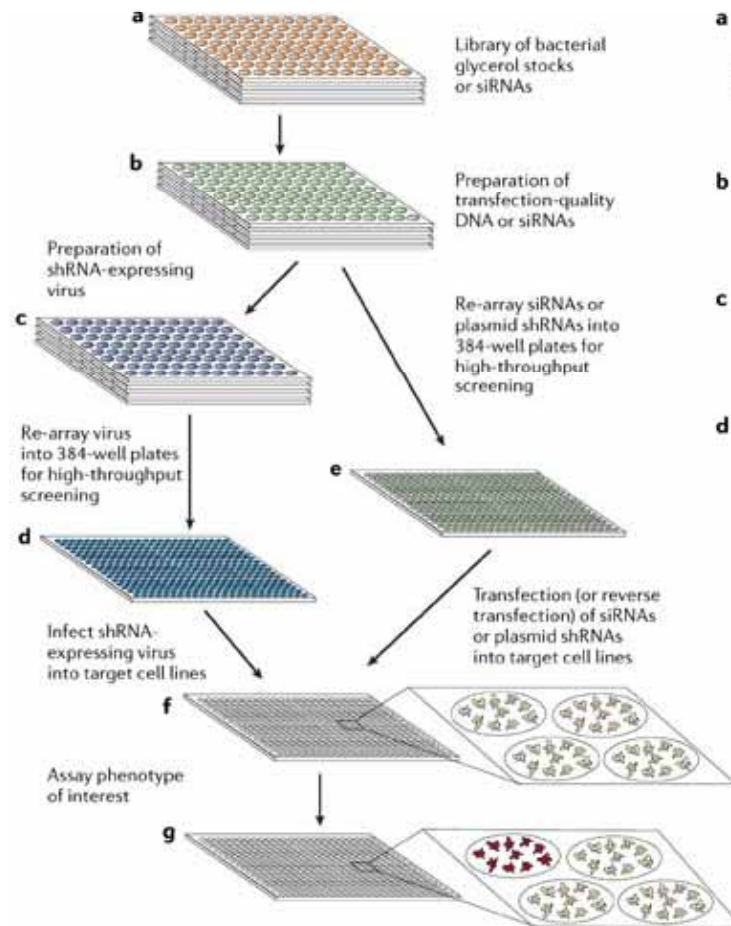 a
Library of bacterial
glycerol stocks
or siRNAs
a
b
Preparation of
transfection-quality
DNA or siRNAs
b
Preparation of
shRNA-expressing
virus
c
Re-array siRNAs or
plasmid shRNAs into
384-well plates for
high-throughput
screening
c
Re-array virus
into 384-well plates
for high-throughput
screening
d
e
d
Infect shRNA-
expressing virus
into target cell lines
Transfection (or reverse
transfection) of siRNAs
or plasmid shRNAs
into target cell lines
f
Assay phenotype
of interest
g